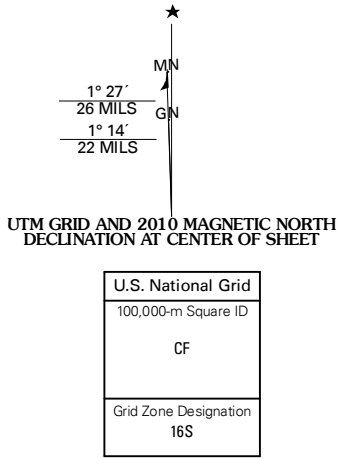 MN
1° 27´
26 MILS
GN
1° 14´
22 MILS
UTM GRID AND 2010 MAGNETIC NORTH
DECLINATION AT CENTER OF SHEET
U.S. National Grid
100,000-m Square ID
CF
Grid Zone Designation
16S